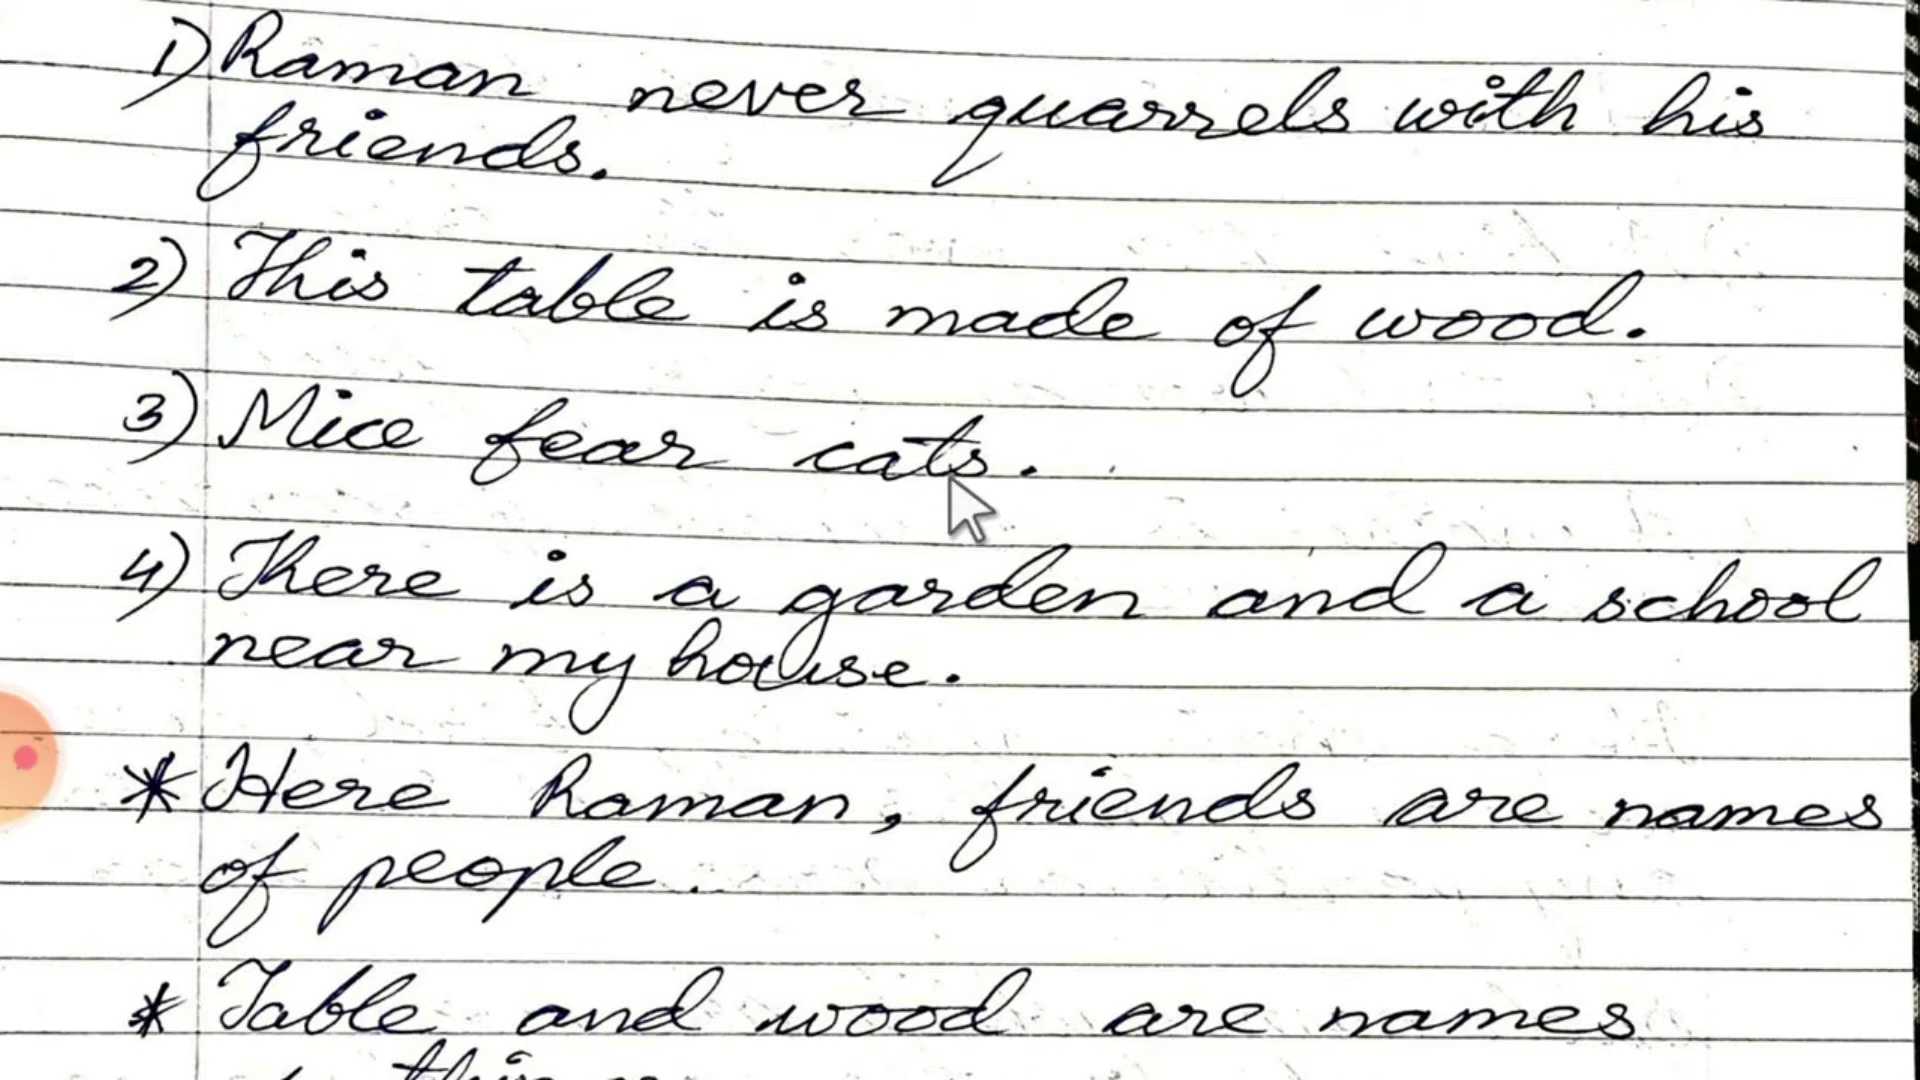 1) Raman never quarrels with his
friends.
2) This table is made of wood.
3) Mice fear cats.
4) There is a garden and a school
near my house.
* Here Raman, friends are names
of people.
* Table and wood are names